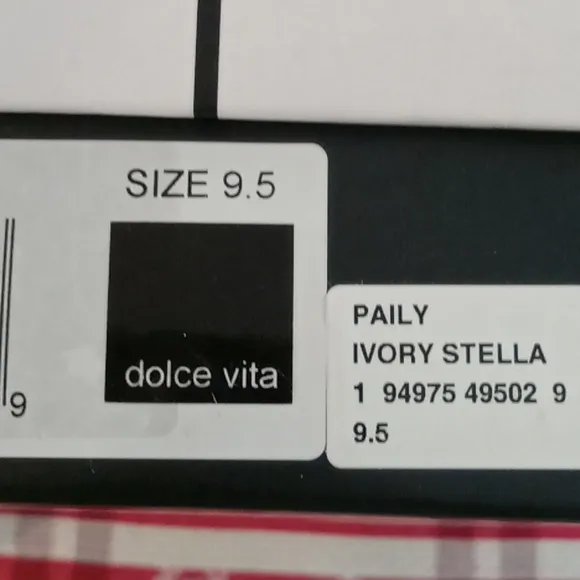 SIZE 9.5
dolce vita
9
PAILY
IVORY STELLA
1 94975 49502 9
9.5